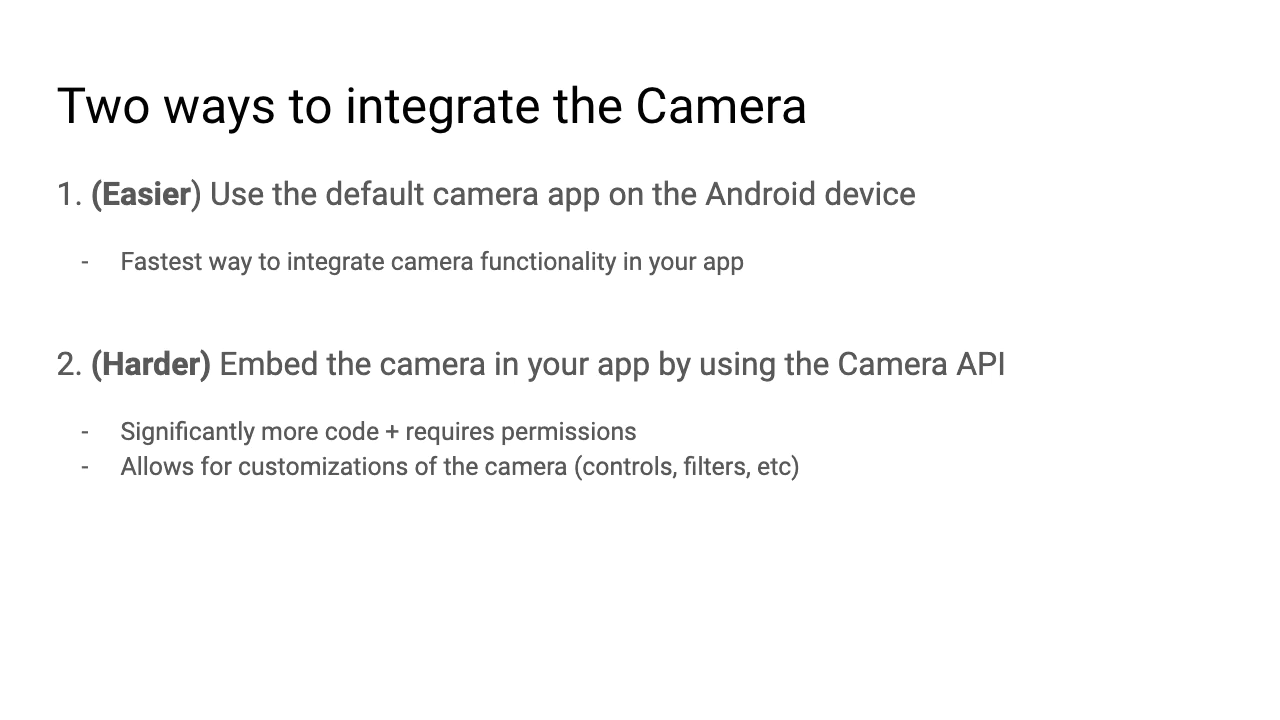 Two ways to integrate the Camera
1. (Easier) Use the default camera app on the Android device
- Fastest way to integrate camera functionality in your app
2. (Harder) Embed the camera in your app by using the Camera API
- Significantly more code + requires permissions
- Allows for customizations of the camera (controls, filters, etc)